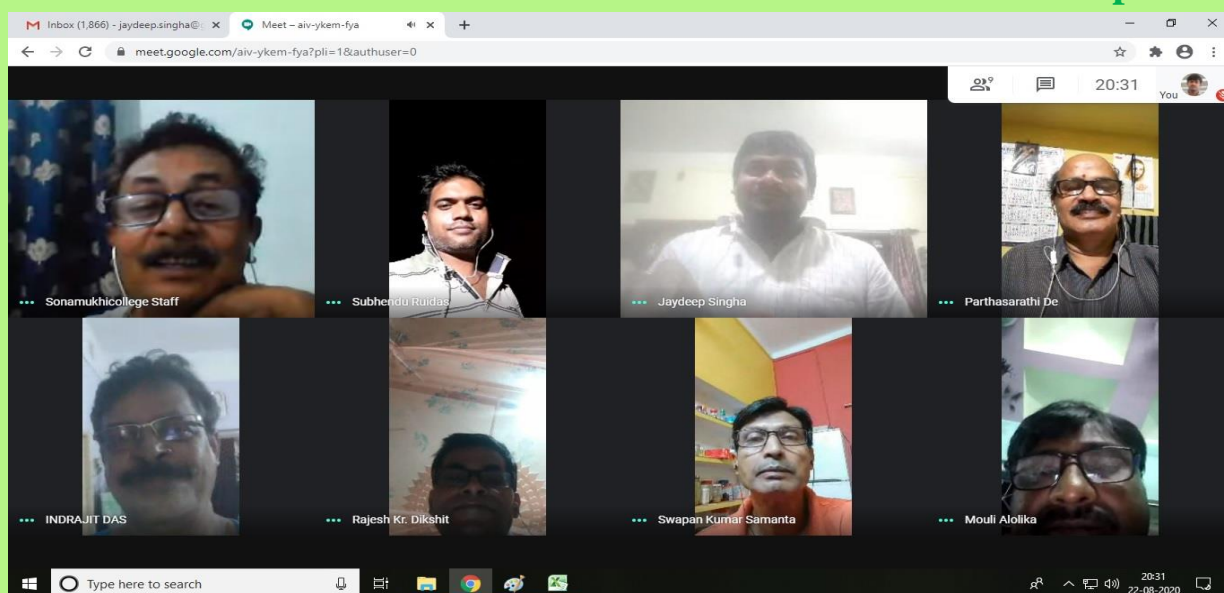 Inbox (1,866) - jaydeep.singha@
Meet – aiv-ykem-fya
meet.google.com/aiv-ykem-fya?pli=1&authuser=0
9
20:31
You
Sonamukhicollege Staff
Subhendu Ruidas
Jaydeep Singha
Parthasarathi De
INDRAJIT DAS
Rajesh Kr. Dikshit
Swapan Kumar Samanta
Mouli Alolika
Type here to search
20:31
22-08-2020